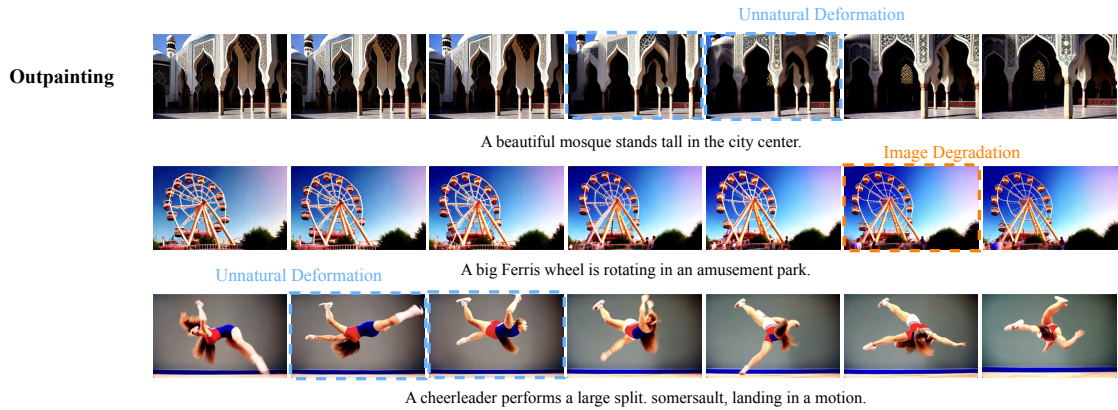 Unnatural Deformation
Outpainting
A beautiful mosque stands tall in the city center.
Image Degradation
A big Ferris wheel is rotating in an amusement park.
Unnatural Deformation
A cheerleader performs a large split. somersault, landing in a motion.